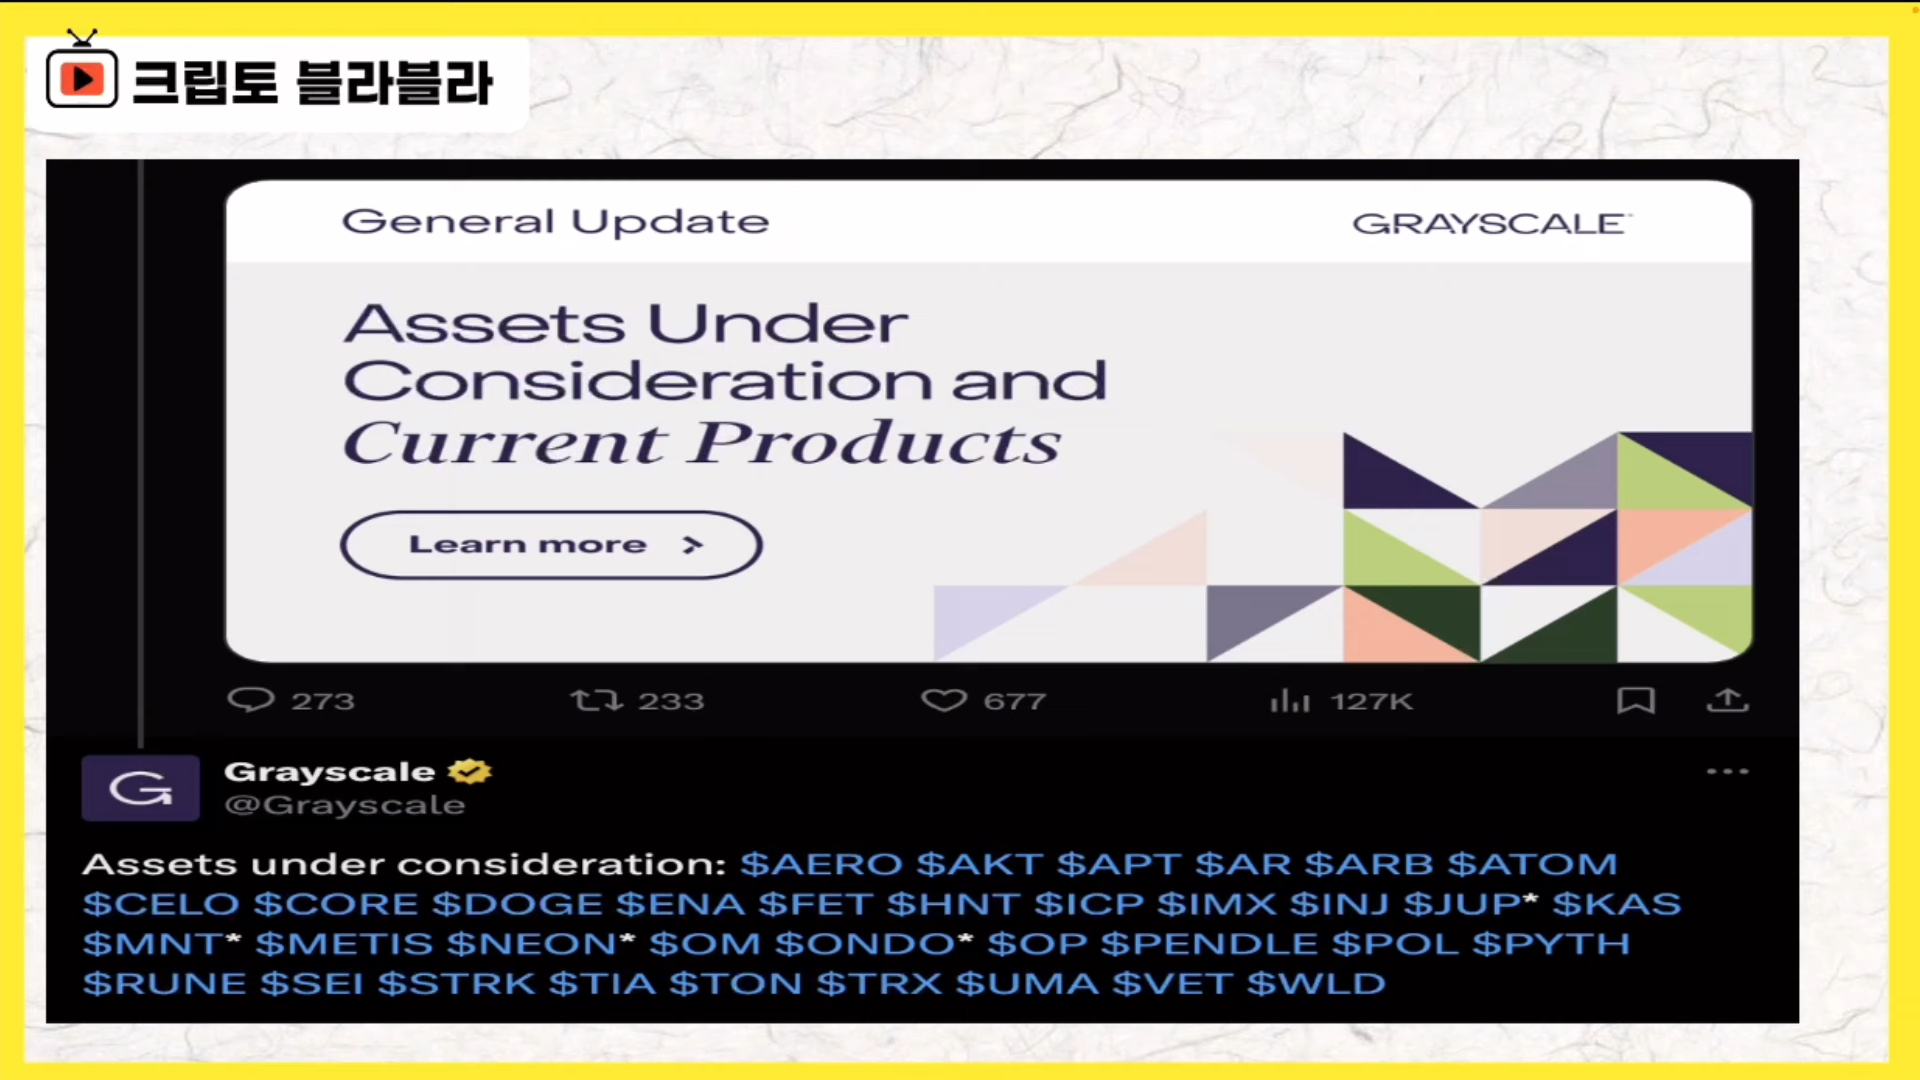 크립토 블라블라
General Update
GRAYSCALE
Assets Under
Consideration and
Current Products
Learn more >
273 233 677 127K
G
Grayscale
@Grayscale
Assets under consideration: $AERO $AKT $APT $AR $ARB $ATOM
$CELO $CORE $DOGE $ENA $FET $HNT $ICP $IMX $INJ $JUP* $KAS
$MNT* $METIS $NEON* $OM $ONDO* $OP $PENDLE $POL $PYTH
$RUNE $SEI $STRK $TIA $TON $TRX $UMA $VET $WLD